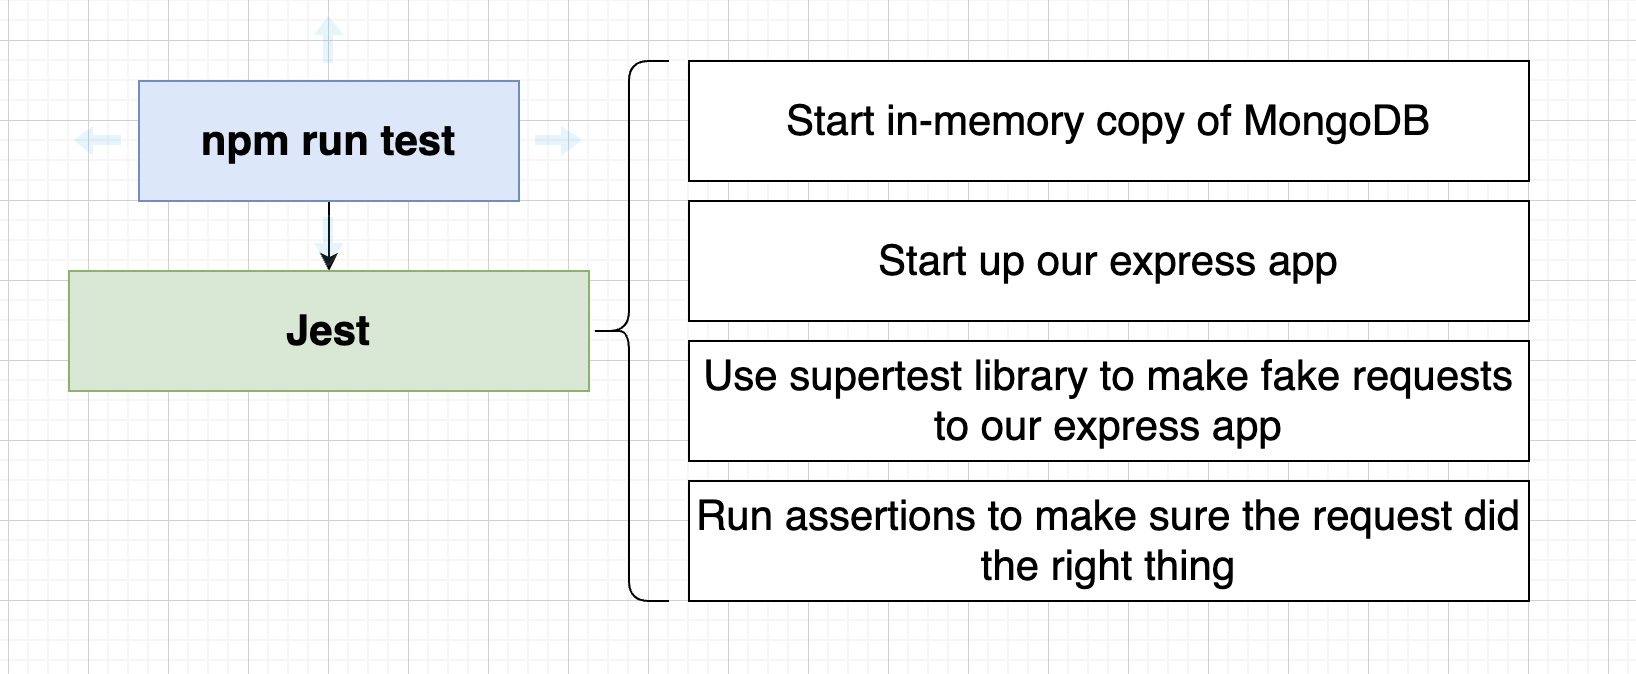 npm run test
Jest
Start in-memory copy of MongoDB
Start up our express app
Use supertest library to make fake requests
to our express app
Run assertions to make sure the request did
the right thing